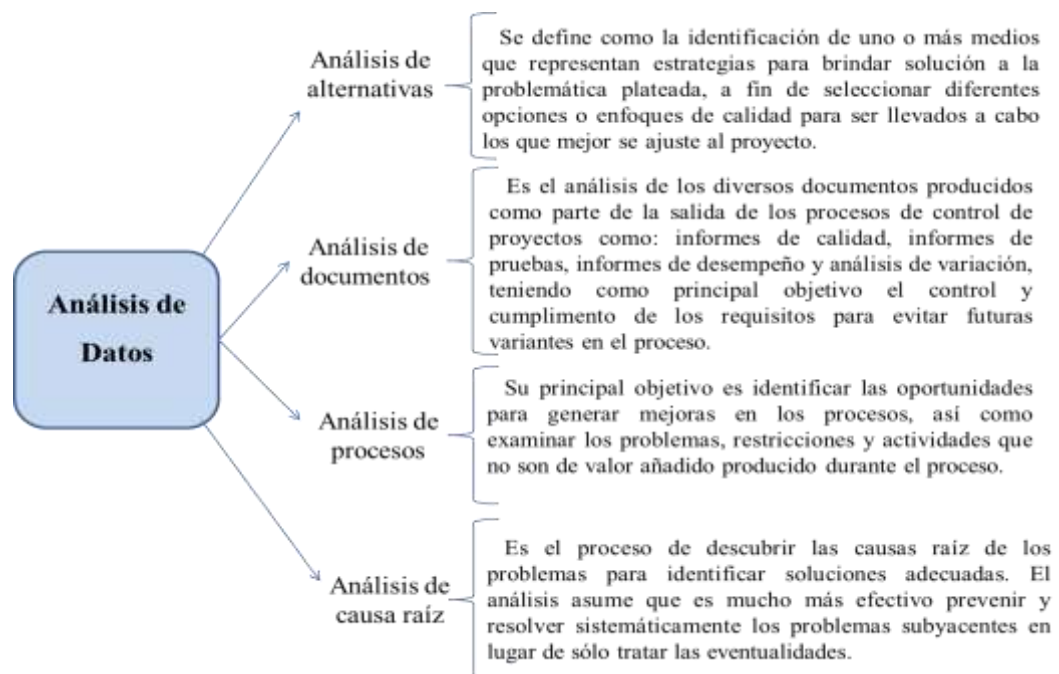 Análisis de
Datos
Análisis de
alternativas
Se define como la identificación de uno o más medios
que representan estrategias para brindar solución a la
problemática plateada, a fin de seleccionar diferentes
opciones o enfoques de calidad para ser llevados a cabo
los que mejor se ajuste al proyecto.
Análisis de
documentos
Es el análisis de los diversos documentos producidos
como parte de la salida de los procesos de control de
proyectos como: informes de calidad, informes de
pruebas, informes de desempeño y análisis de variación,
teniendo como principal objetivo el control y
cumplimento de los requisitos para evitar futuras
variantes en el proceso.
Análisis de
procesos
Su principal objetivo es identificar las oportunidades
para generar mejoras en los procesos, así como
examinar los problemas, restricciones y actividades que
no son de valor añadido producido durante el proceso.
Análisis de
causa raíz
Es el proceso de descubrir las causas raíz de los
problemas para identificar soluciones adecuadas. El
análisis asume que es mucho más efectivo prevenir y
resolver sistemáticamente los problemas subyacentes en
lugar de sólo tratar las eventualidades.